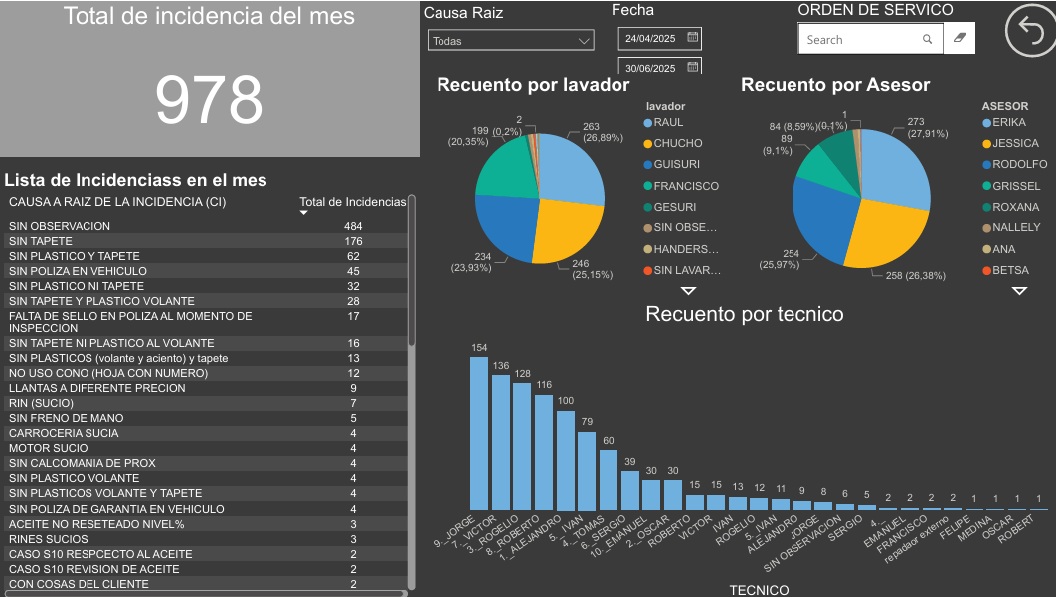 Total de incidencia del mes
978
Causa Raiz
Todas
Fecha
24/04/2025
30/06/2025
ORDEN DE SERVICO
Search
Lista de Incidenciass en el mes
CAUSA A RAIZ DE LA INCIDENCIA (CI) Total de Incidencias
SIN OBSERVACION 484
SIN TAPETE 176
SIN PLASTICO Y TAPETE 62
SIN POLIZA EN VEHICULO 45
SIN PLASTICO NI TAPETE 32
SIN TAPETE Y PLASTICO VOLANTE 28
FALTA DE SELLO EN POLIZA AL MOMENTO DE 17
INSPECCION
SIN TAPETE NI PLASTICO AL VOLANTE 16
SIN PLASTICOS (volante y aciento) y tapete 13
NO USO CONO (HOJA CON NUMERO) 12
LLANTAS A DIFERENTE PRECION 9
RIN (SUCIO) 7
SIN FRENO DE MANO 5
CARROCERIA SUCIA 4
MOTOR SUCIO 4
SIN CALCOMANIA DE PROX 4
SIN PLASTICO VOLANTE 4
SIN PLASTICOS VOLANTE Y TAPETE 4
SIN POLIZA DE GARANTIA EN VEHICULO 4
ACEITE NO RESETEADO NIVEL% 3
RINES SUCIOS 3
CASO S10 RESPCECTO AL ACEITE 2
CASO S10 REVISION DE ACEITE 2
CON COSAS DEL CLIENTE 2
Recuento por lavador
2
(0,2%)
263
(26,89%)
199
(20,35%)
234
(23,93%)
246
(25,15%)
lavador
RAUL
CHUCHO
GUISURI
FRANCISCO
GESURI
SIN OBSE...
HANDERS...
SIN LAVAR...
Recuento por Asesor
1
(0,1%)
84 (8,59%)
89
(9,1%)
273
(27,91%)
254
(25,97%)
258 (26,38%)
ASESOR
ERIKA
JESSICA
RODOLFO
GRISSEL
ROXANA
NALLELY
ANA
BETSA
Recuento por tecnico
154
136
128
116
100
79
60
39
30
30
15
15
13
12
11
9
8
6
5
2
2
2
2
1
1
1
1
9._JORGE
7._VICTOR
3._ROGELIO
8._ROBERTO
1._ALEJANDRO
5._IVAN
4._TOMAS
6._SERGIO
10._EMANUEL
2._OSCAR
ROBERTO
VICTOR
IVAN
ROGELIO
5._IVAN
ALEJANDRO
JORGE
SIN OBSERVACION
SERGIO
4._
EMANUEL
FRANCISCO
FELIPE
MEDINA
OSCAR
ROBERT
TECNICO